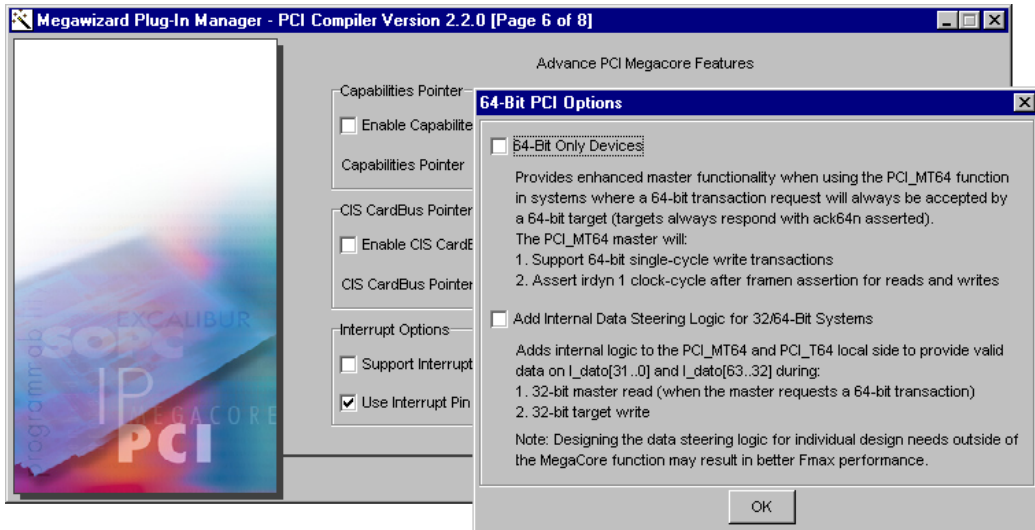 Megawizard Plug-In Manager - PCI Compiler Version 2.2.0 [Page 6 of 8]
Advance PCI Megacore Features
Capabilities Pointer
Enable Capabilite
Capabilities Pointer
CIS CardBus Pointer
Enable CIS CardB
CIS CardBus Pointer
Interrupt Options
Support Interrupt
Use Interrupt Pin
EXCALIBUR
SOPC
IP
MEGACORE
PCI
programmab
64-Bit PCI Options
64-Bit Only Devices
Provides enhanced master functionality when using the PCI_MT64 function
in systems where a 64-bit transaction request will always be accepted by
a 64-bit target (targets always respond with ack64n asserted).
The PCI_MT64 master will:
1. Support 64-bit single-cycle write transactions
2. Assert irdyn 1 clock-cycle after framen assertion for reads and writes
Add Internal Data Steering Logic for 32/64-Bit Systems
Adds internal logic to the PCI_MT64 and PCI_T64 local side to provide valid
data on l_dato[31..0] and l_dato[63..32] during:
1. 32-bit master read (when the master requests a 64-bit transaction)
2. 32-bit target write
Note: Designing the data steering logic for individual design needs outside of
the MegaCore function may result in better Fmax performance.
OK